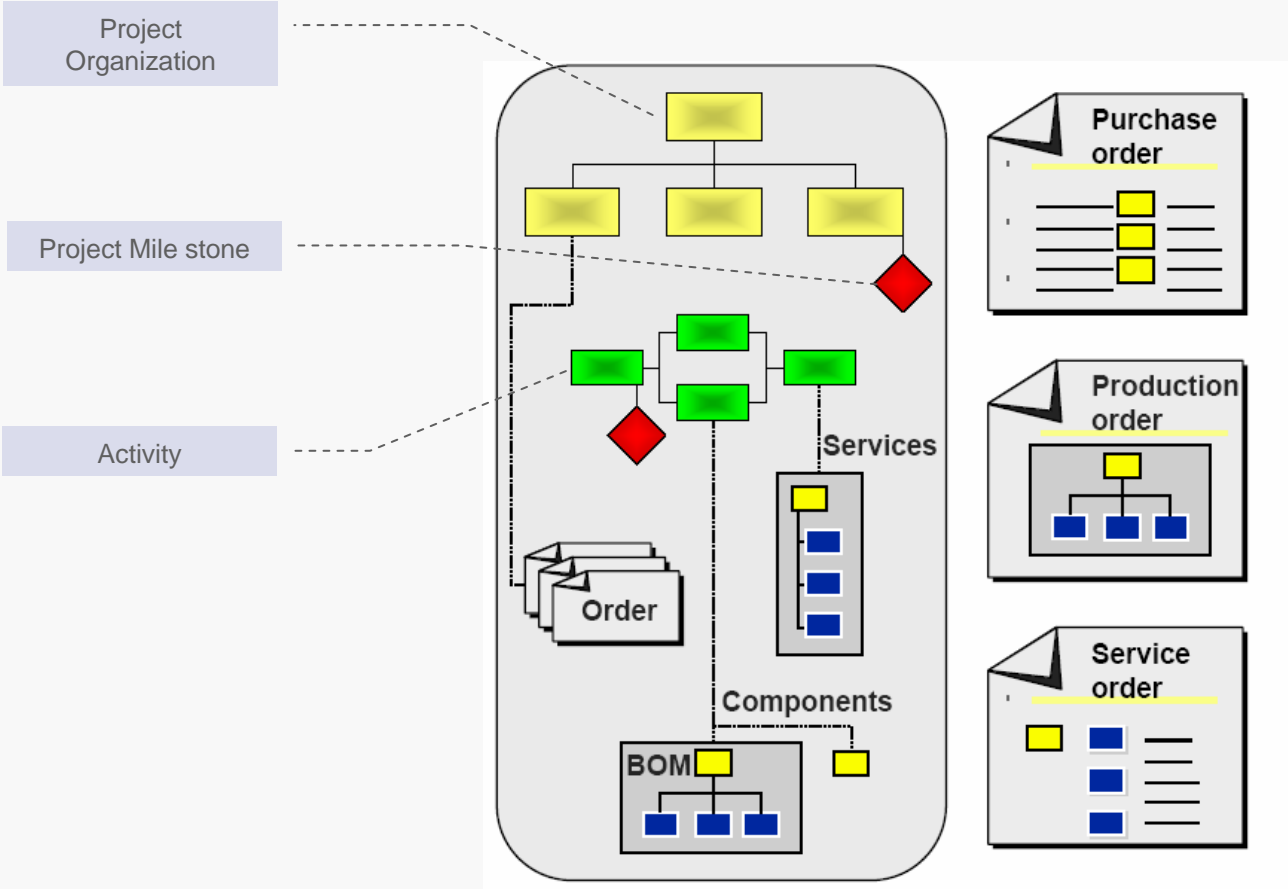 Project
Organization
Project Mile stone
Activity
Services
Order
Components
BOM
Purchase
order
Production
order
Service
order